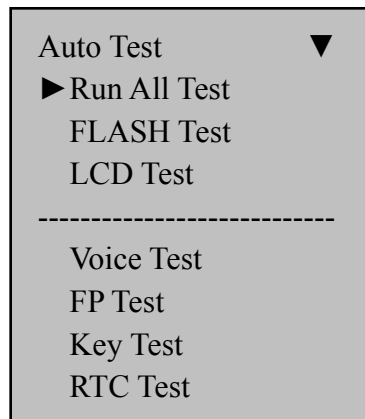 Auto Test ▼
►Run All Test
FLASH Test
LCD Test
---------------------------
Voice Test
FP Test
Key Test
RTC Test